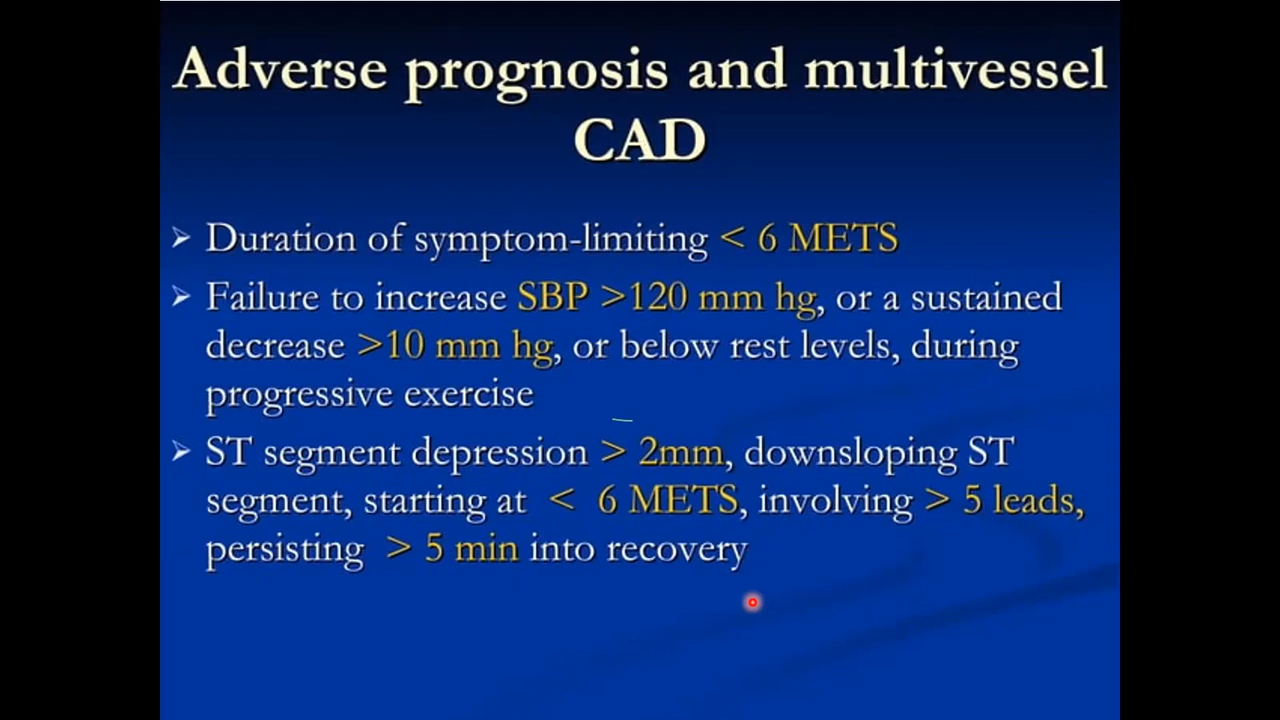 Adverse prognosis and multivessel
CAD
Duration of symptom-limiting < 6 METS
Failure to increase SBP >120 mm hg, or a sustained
decrease >10 mm hg, or below rest levels, during
progressive exercise
ST segment depression > 2mm, downsloping ST
segment, starting at < 6 METS, involving > 5 leads,
persisting > 5 min into recovery